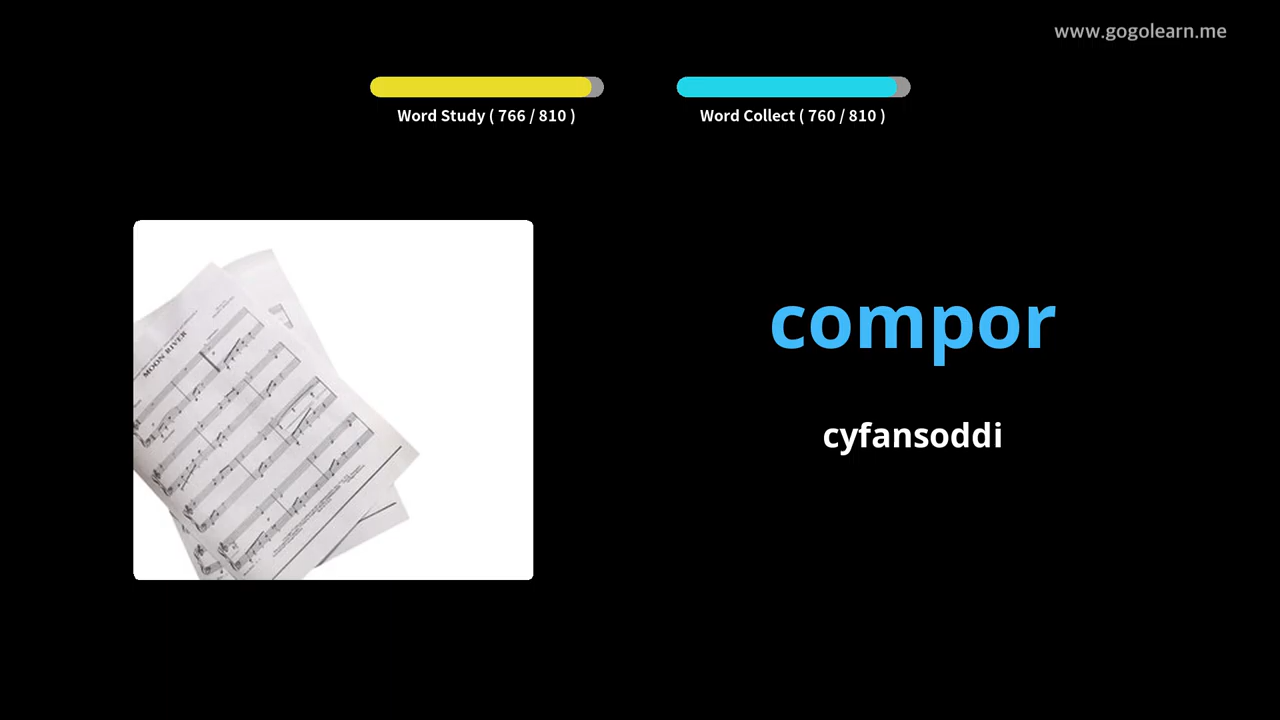 www.gogolearn.me
Word Study ( 766 / 810 )
Word Collect ( 760 / 810 )
MOON RIVER
compor
cyfansoddi